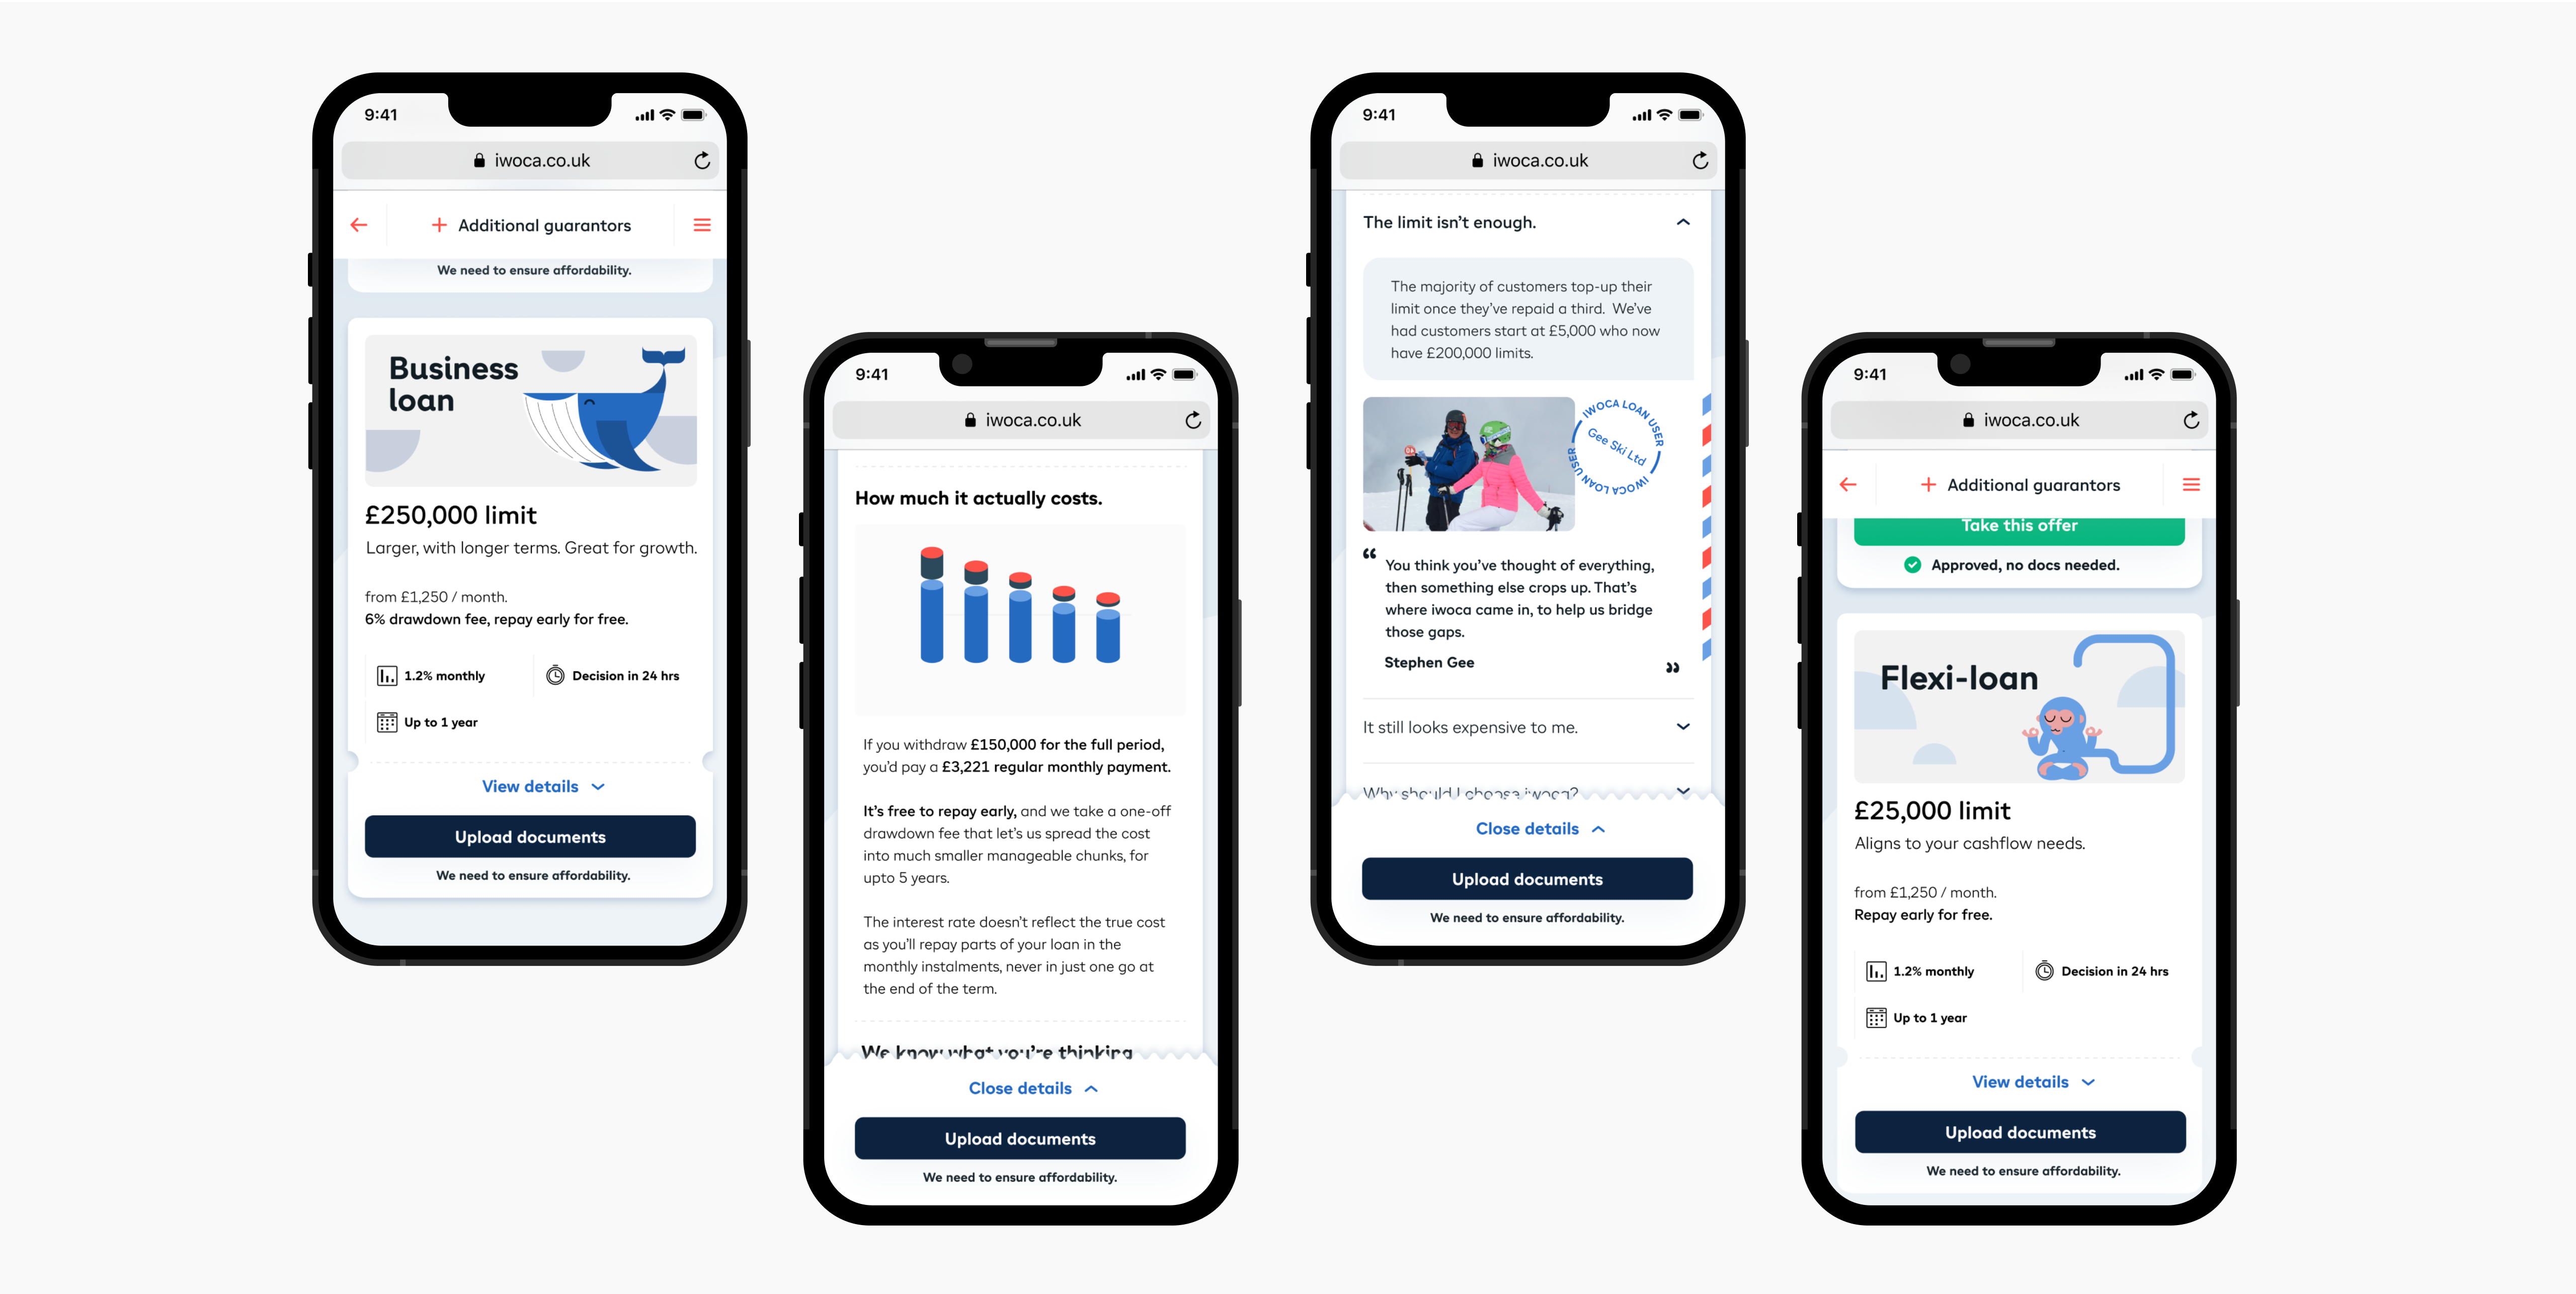 9:41
iwoca.co.uk
Additional guarantors
We need to ensure affordability.
Business
loan
£250,000 limit
Larger, with longer terms. Great for growth.
from £1,250 / month.
6% drawdown fee, repay early for free.
1.2% monthly
Decision in 24 hrs
Up to 1 year
View details
Upload documents
We need to ensure affordability.
9:41
iwoca.co.uk
How much it actually costs.
If you withdraw £150,000 for the full period,
you'd pay a £3,221 regular monthly payment.
It's free to repay early, and we take a one-off
drawdown fee that let's us spread the cost
into much smaller manageable chunks, for
upto 5 years.
The interest rate doesn't reflect the true cost
as you'll repay parts of your loan in the
monthly instalments, never in just one go at
the end of the term.
We know what you're thinking
Close details
Upload documents
We need to ensure affordability.
9:41
iwoca.co.uk
The limit isn't enough.
The majority of customers top-up their
limit once they've repaid a third. We've
had customers start at £5,000 who now
have £200,000 limits.
IWOCA LOAN USER
Gee Ski Ltd
IWOCA LOAN USER
“ You think you've thought of everything,
then something else crops up. That's
where iwoca came in, to help us bridge
those gaps.
Stephen Gee ”
It still looks expensive to me.
Why should I choose iwoca?
Close details
Upload documents
We need to ensure affordability.
9:41
iwoca.co.uk
Additional guarantors
Take this offer
Approved, no docs needed.
Flexi-loan
£25,000 limit
Aligns to your cashflow needs.
from £1,250 / month.
Repay early for free.
1.2% monthly
Decision in 24 hrs
Up to 1 year
View details
Upload documents
We need to ensure affordability.